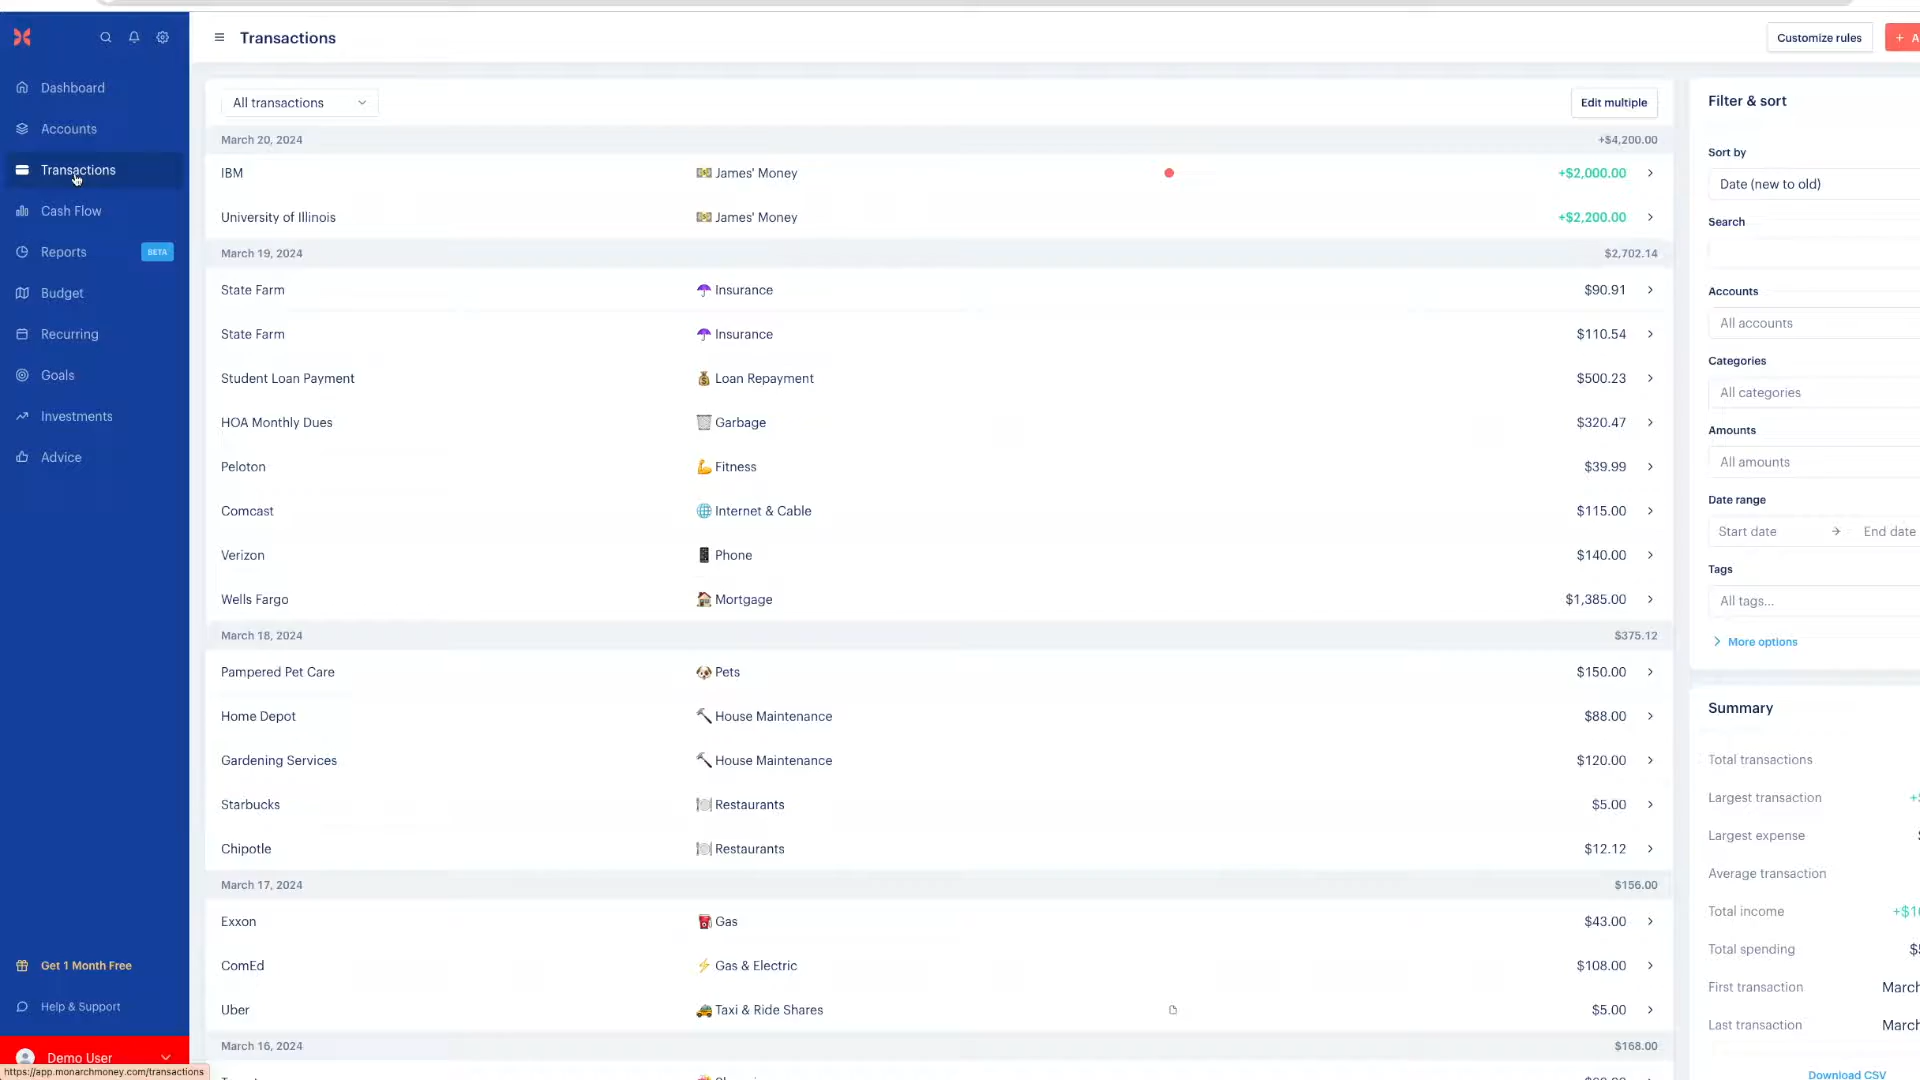 Transactions
Customize rules
+ A
Dashboard
Accounts
Transactions
Cash Flow
Reports BETA
Budget
Recurring
Goals
Investments
Advice
Get 1 Month Free
Help & Support
Demo User
https://app.monarchmoney.com/transactions
All transactions
Edit multiple
March 20, 2024 +$4,200.00
IBM James' Money +$2,000.00
University of Illinois James' Money +$2,200.00
March 19, 2024 $2,702.14
State Farm Insurance $90.91
State Farm Insurance $110.54
Student Loan Payment Loan Repayment $500.23
HOA Monthly Dues Garbage $320.47
Peloton Fitness $39.99
Comcast Internet & Cable $115.00
Verizon Phone $140.00
Wells Fargo Mortgage $1,385.00
March 18, 2024 $375.12
Pampered Pet Care Pets $150.00
Home Depot House Maintenance $88.00
Gardening Services House Maintenance $120.00
Starbucks Restaurants $5.00
Chipotle Restaurants $12.12
March 17, 2024 $156.00
Exxon Gas $43.00
ComEd Gas & Electric $108.00
Uber Taxi & Ride Shares $5.00
March 16, 2024 $168.00
Filter & sort
Sort by
Date (new to old)
Search
Accounts
All accounts
Categories
All categories
Amounts
All amounts
Date range
Start date → End date
Tags
All tags...
More options
Summary
Total transactions
Largest transaction
Largest expense
Average transaction
Total income
Total spending
First transaction March
Last transaction March
Download CSV